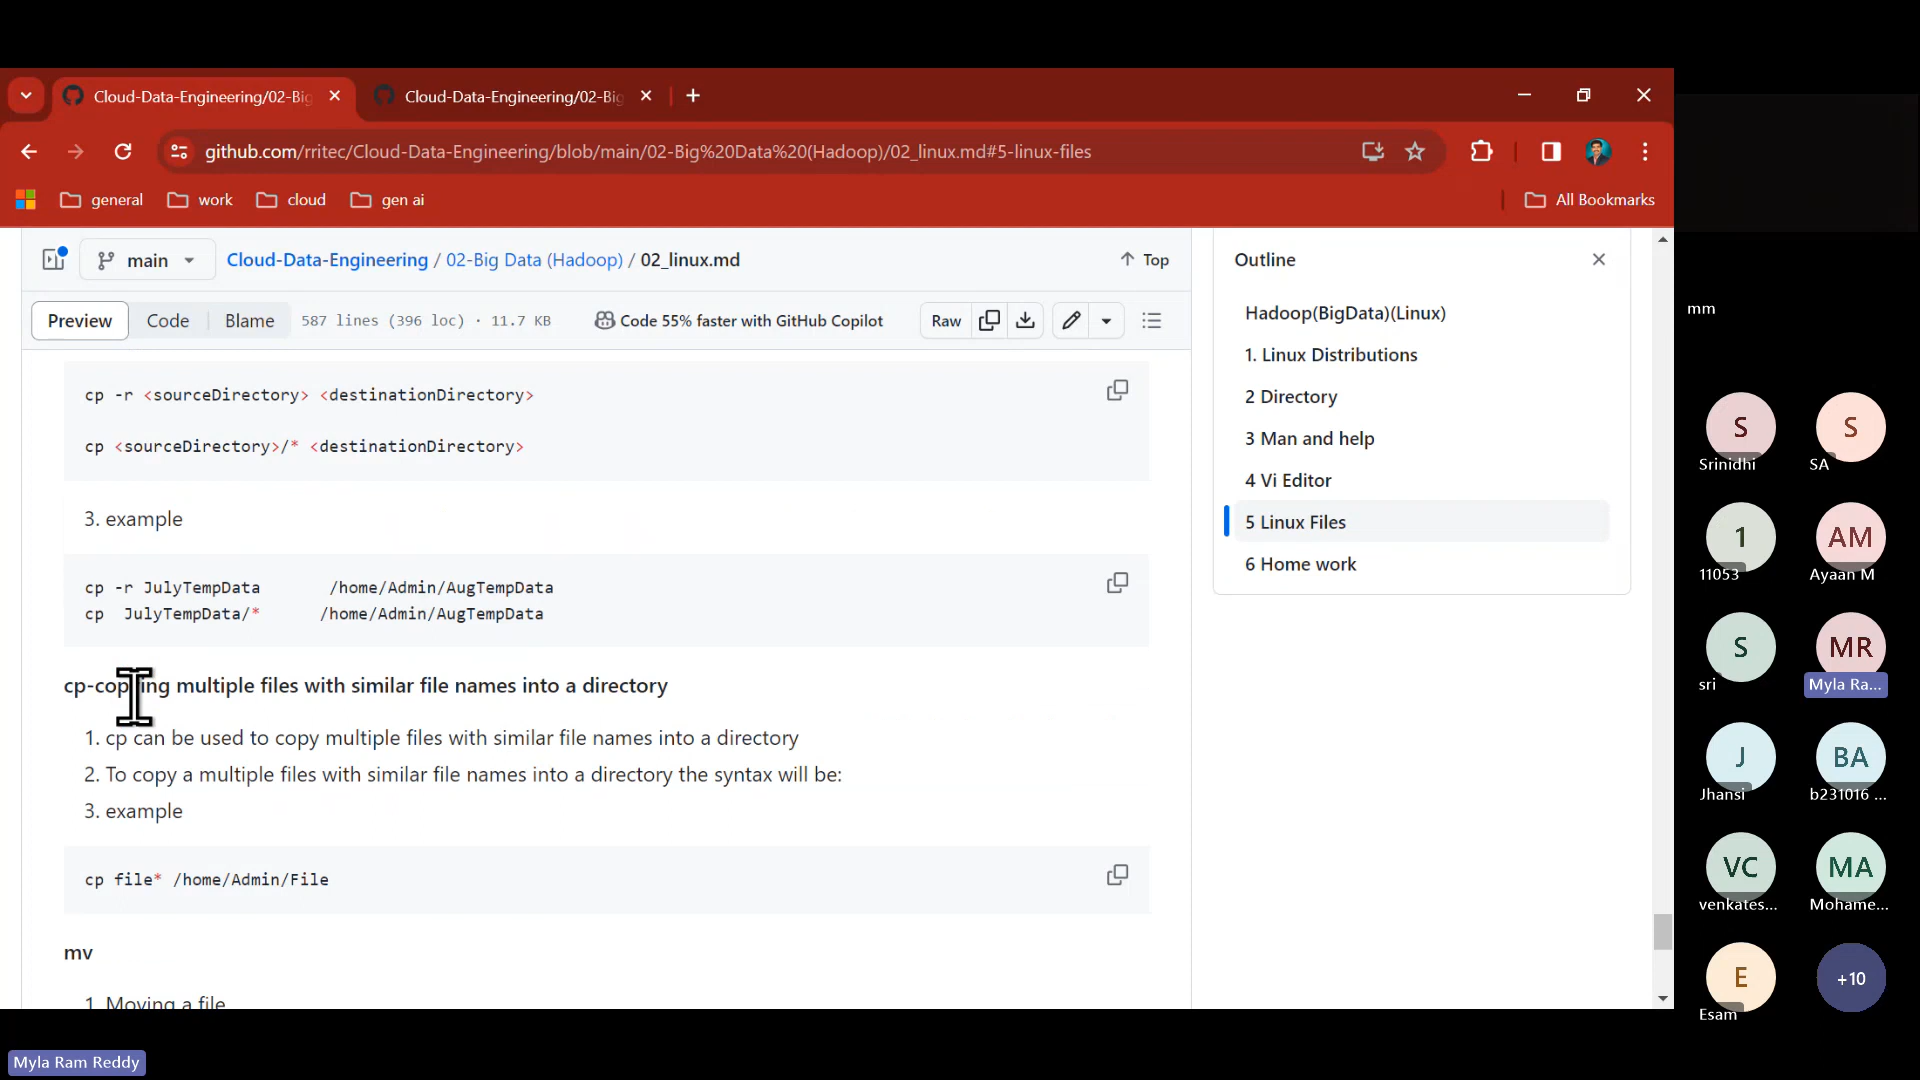 Cloud-Data-Engineering/02-Big
Cloud-Data-Engineering/02-Big
github.com/rritec/Cloud-Data-Engineering/blob/main/02-Big%20Data%20(Hadoop)/02_linux.md#5-linux-files
general
work
cloud
gen ai
All Bookmarks
main
Cloud-Data-Engineering / 02-Big Data (Hadoop) / 02_linux.md
Top
Preview
Code
Blame
587 lines (396 loc) · 11.7 KB
Code 55% faster with GitHub Copilot
Raw
cp -r <sourceDirectory> <destinationDirectory>
cp <sourceDirectory>/* <destinationDirectory>
3. example
cp -r JulyTempData /home/Admin/AugTempData
cp JulyTempData/* /home/Admin/AugTempData
cp-copying multiple files with similar file names into a directory
1. cp can be used to copy multiple files with similar file names into a directory
2. To copy a multiple files with similar file names into a directory the syntax will be:
3. example
cp file* /home/Admin/File
mv
1. Moving a file
Outline
Hadoop(BigData)(Linux)
1. Linux Distributions
2 Directory
3 Man and help
4 Vi Editor
5 Linux Files
6 Home work
mm
S
Srinidhi
S
SA
1
11053
AM
Ayaan M
S
sri
MR
Myla Ra...
J
Jhansi
BA
b231016 ...
VC
venkates...
MA
Mohame...
E
Esam
+10
Myla Ram Reddy